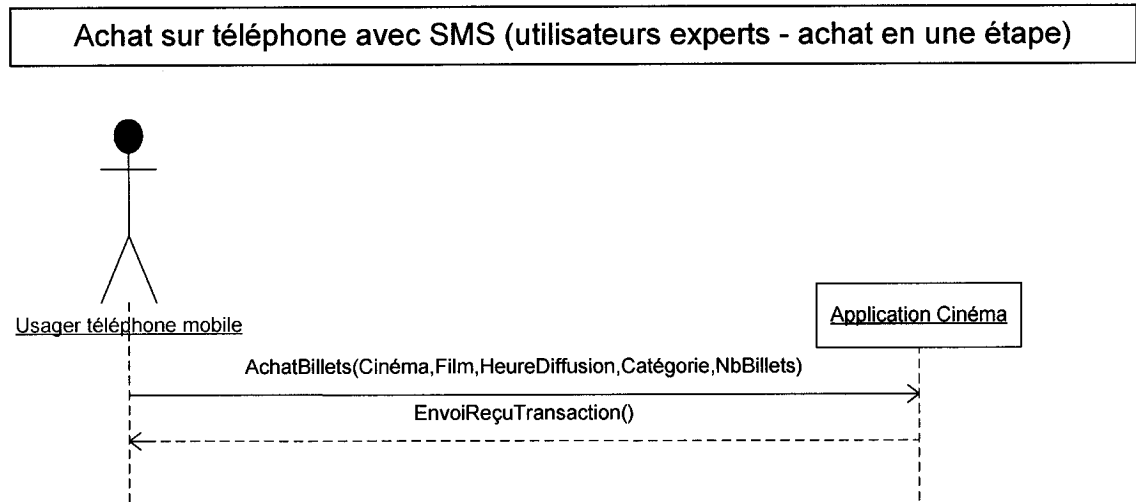 Achat sur téléphone avec SMS (utilisateurs experts - achat en une étape)
Usager téléphone mobile
Application Cinéma
AchatBillets(Cinéma,Film,HeureDiffusion,Catégorie,NbBillets)
EnvoiReçuTransaction()